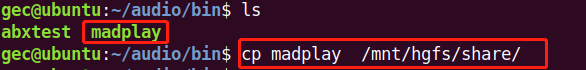 gec@ubuntu:~/audio/bin$ ls
abxtest  madplay
gec@ubuntu:~/audio/bin$ cp madplay  /mnt/hgfs/share/